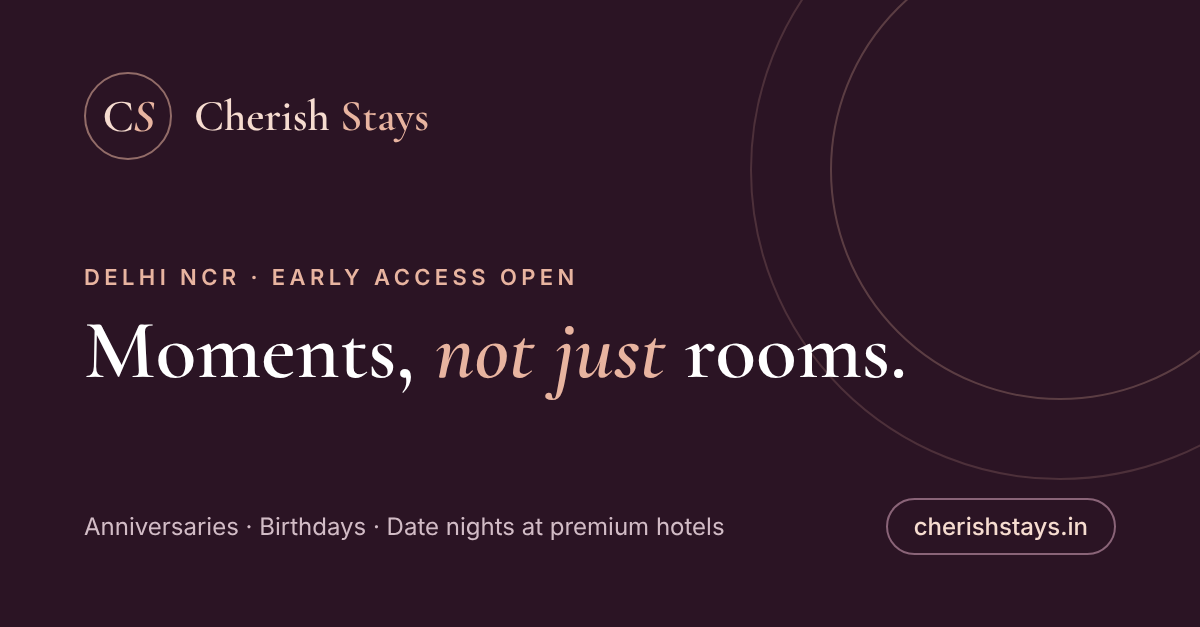 CS Cherish Stays
DELHI NCR · EARLY ACCESS OPEN
Moments, not just rooms.
Anniversaries · Birthdays · Date nights at premium hotels
cherishstays.in